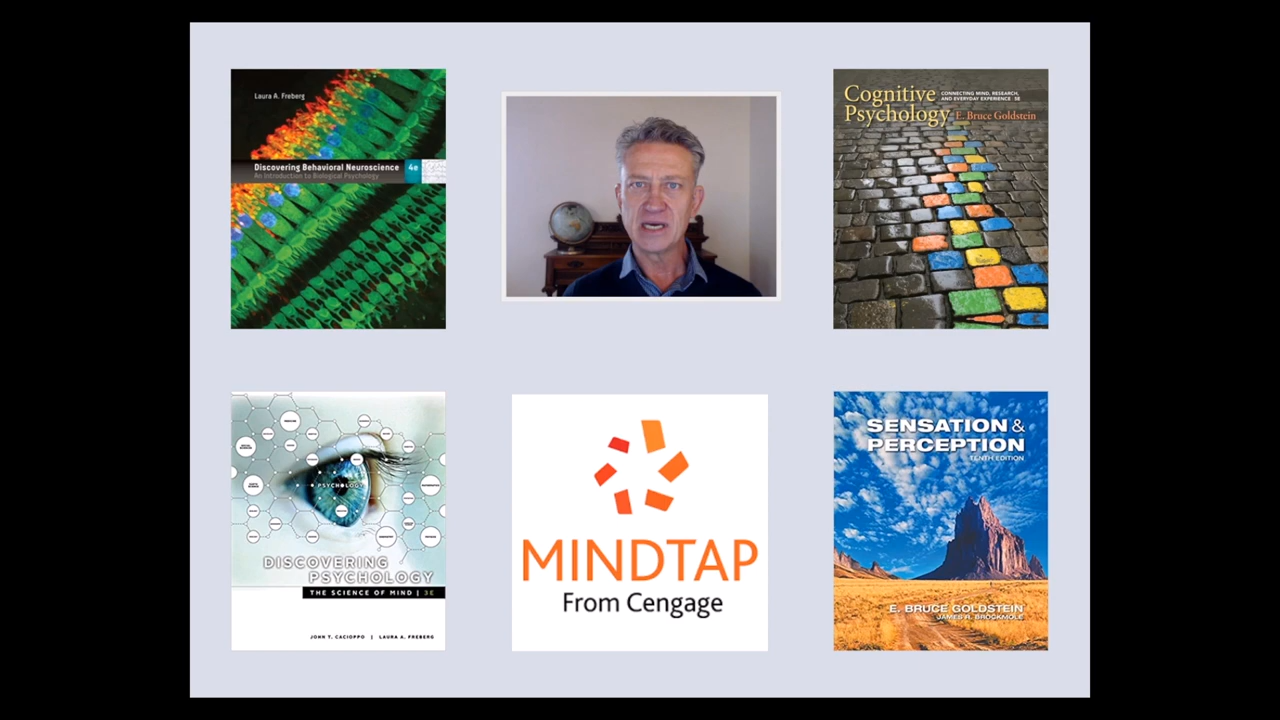 Laura A. Freberg
Discovering Behavioral Neuroscience 4e
An Introduction to Biological Psychology
Cognitive
Psychology
CONNECTING MIND, RESEARCH,
AND EVERYDAY EXPERIENCE 5E
E. Bruce Goldstein
PSYCHOLOGY
DISCOVERING
PSYCHOLOGY
THE SCIENCE OF MIND | 3E
JOHN T. CACIOPPO | LAURA A. FREBERG
MINDTAP
From Cengage
SENSATION &
PERCEPTION
TENTH EDITION
E. BRUCE GOLDSTEIN
JAMES R. BROCKMOLE